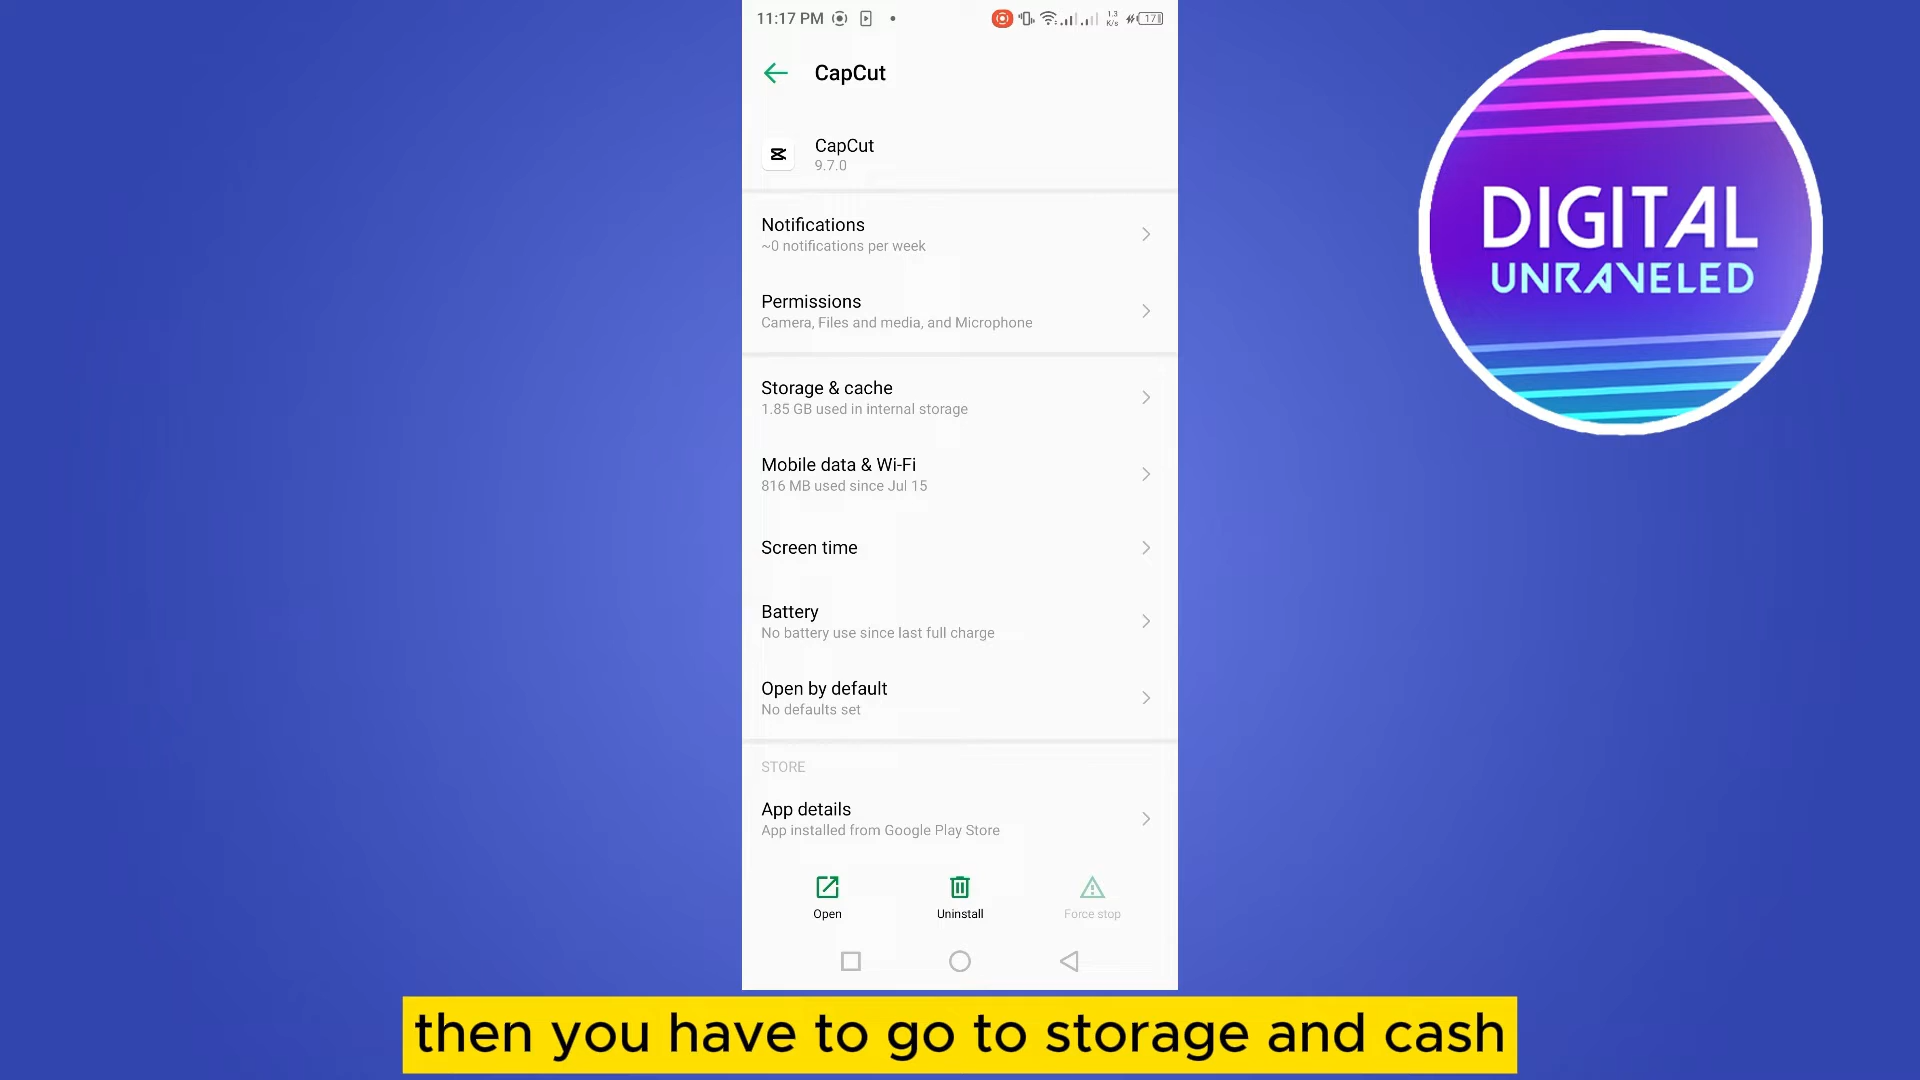 11:17 PM
1.3 K/s
17
CapCut
CapCut
9.7.0
Notifications
~0 notifications per week
Permissions
Camera, Files and media, and Microphone
Storage & cache
1.85 GB used in internal storage
Mobile data & Wi-Fi
816 MB used since Jul 15
Screen time
Battery
No battery use since last full charge
Open by default
No defaults set
STORE
App details
App installed from Google Play Store
Open
Uninstall
Force stop
DIGITAL
UNRAVELED
then you have to go to storage and cash